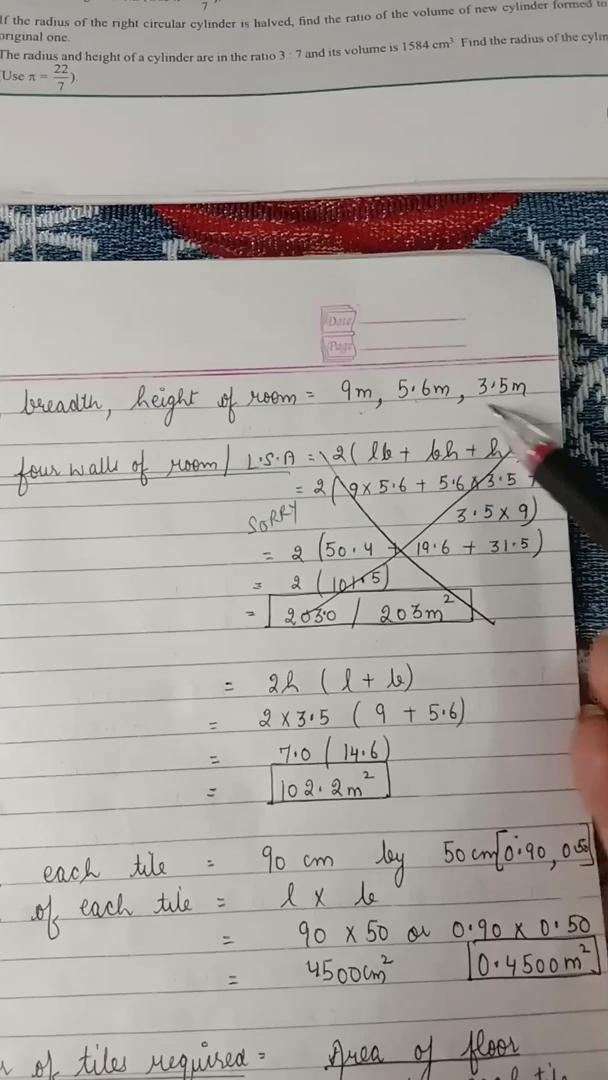 7
If the radius of the right circular cylinder is halved, find the ratio of the volume of new cylinder formed to
original one.
The radius and height of a cylinder are in the ratio 3 : 7 and its volume is 1584 cm³. Find the radius of the cylin
(Use π = 22/7).
Date
Page
breadth, height of room = 9m, 5.6m, 3.5m
four walls of room / L.S.A = 2( lb + bh + h
= 2 ( 9 x 5.6 + 5.6 x 3.5 +
SORRY 3.5 x 9)
= 2 (50.4 + 19.6 + 31.5)
= 2 (101.5)
= 203.0 / 203m²
= 2h ( l + b)
= 2 x 3.5 ( 9 + 5.6)
= 7.0 ( 14.6)
= 102.2m²
each tile = 90 cm by 50 cm [0.90, 0.50]
of each tile = l x b
= 90 x 50 or 0.90 x 0.50
= 4500cm² 0.4500m²
r of tiles required = Area of floor